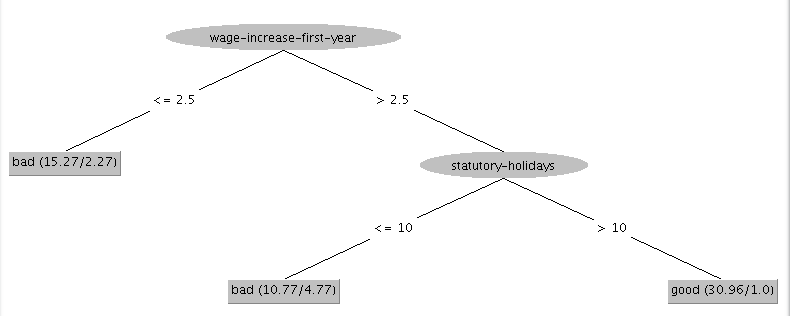 wage-increase-first-year
<= 2.5
> 2.5
bad (15.27/2.27)
statutory-holidays
<= 10
> 10
bad (10.77/4.77)
good (30.96/1.0)